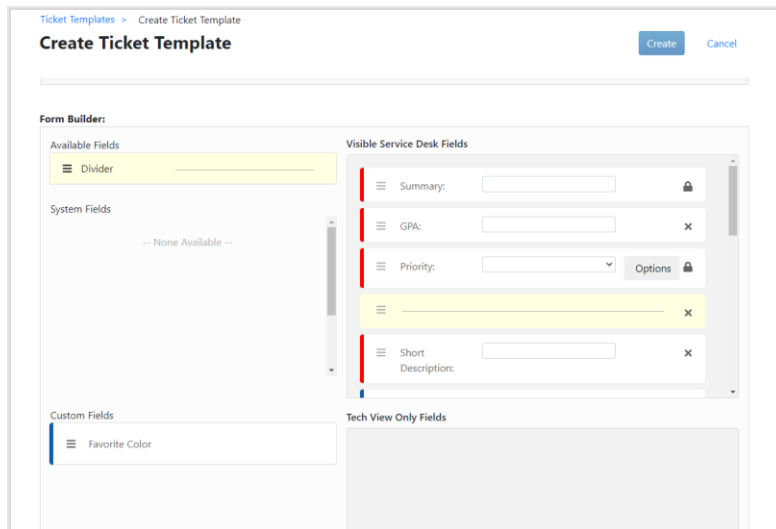 Ticket Templates > Create Ticket Template
Create Ticket Template
Create
Cancel
Form Builder:
Available Fields
Divider
System Fields
-- None Available --
Custom Fields
Favorite Color
Visible Service Desk Fields
Summary:
GPA:
Priority:
Options
Short
Description:
Tech View Only Fields